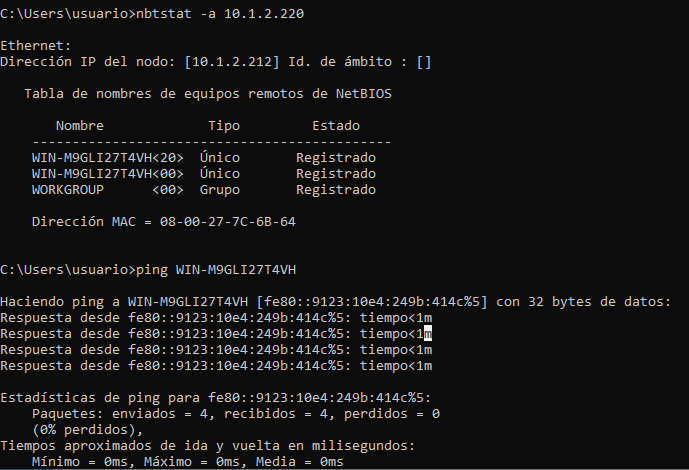 C:\Users\usuario>nbtstat -a 10.1.2.220
Ethernet:
Dirección IP del nodo: [10.1.2.212] Id. de ámbito : []
Tabla de nombres de equipos remotos de NetBIOS
Nombre Tipo Estado
---------------------------------------------
WIN-M9GLI27T4VH<20> Único Registrado
WIN-M9GLI27T4VH<00> Único Registrado
WORKGROUP <00> Grupo Registrado
Dirección MAC = 08-00-27-7C-6B-64
C:\Users\usuario>ping WIN-M9GLI27T4VH
Haciendo ping a WIN-M9GLI27T4VH [fe80::9123:10e4:249b:414c%5] con 32 bytes de datos:
Respuesta desde fe80::9123:10e4:249b:414c%5: tiempo<1m
Respuesta desde fe80::9123:10e4:249b:414c%5: tiempo<1m
Respuesta desde fe80::9123:10e4:249b:414c%5: tiempo<1m
Respuesta desde fe80::9123:10e4:249b:414c%5: tiempo<1m
Estadísticas de ping para fe80::9123:10e4:249b:414c%5:
Paquetes: enviados = 4, recibidos = 4, perdidos = 0
(0% perdidos),
Tiempos aproximados de ida y vuelta en milisegundos:
Mínimo = 0ms, Máximo = 0ms, Media = 0ms